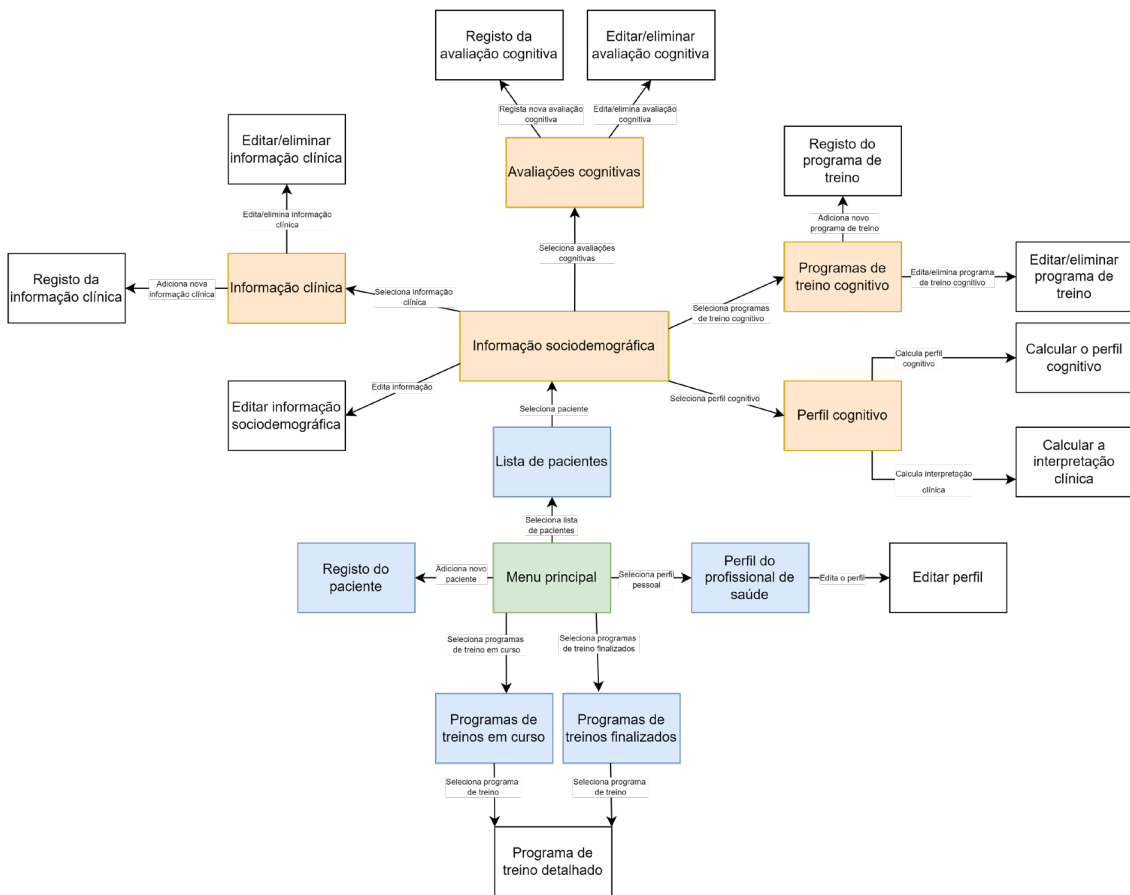 Registo da
avaliação cognitiva
Editar/eliminar
avaliação cognitiva
Regista nova avaliação
cognitiva
Edita/elimina avaliação
cognitiva
Editar/eliminar
informação clínica
Avaliações cognitivas
Registo do
programa de
treino
Edita/elimina informação
clínica
Adiciona novo
programa de treino
Seleciona avaliações
cognitivas
Registo da
informação clínica
Adiciona nova
informação clínica
Informação clínica
Seleciona informação
clínica
Programas de
treino cognitivo
Edita/elimina programa
de treino cognitivo
Editar/eliminar
programa de
treino
Seleciona programas
de treino cognitivo
Informação sociodemográfica
Calcula perfil
cognitivo
Calcular o perfil
cognitivo
Edita informação
Seleciona perfil cognitivo
Editar informação
sociodemográfica
Seleciona paciente
Perfil cognitivo
Lista de pacientes
Calcula interpretação
clínica
Calcular a
interpretação
clínica
Seleciona lista
de pacientes
Registo do
paciente
Adiciona novo
paciente
Menu principal
Seleciona perfil
pessoal
Perfil do
profissional de
saúde
Edita o perfil
Editar perfil
Seleciona programas
de treino em curso
Seleciona programas
de treino finalizados
Programas de
treinos em curso
Programas de
treinos finalizados
Seleciona programa
de treino
Seleciona programa
de treino
Programa de
treino detalhado